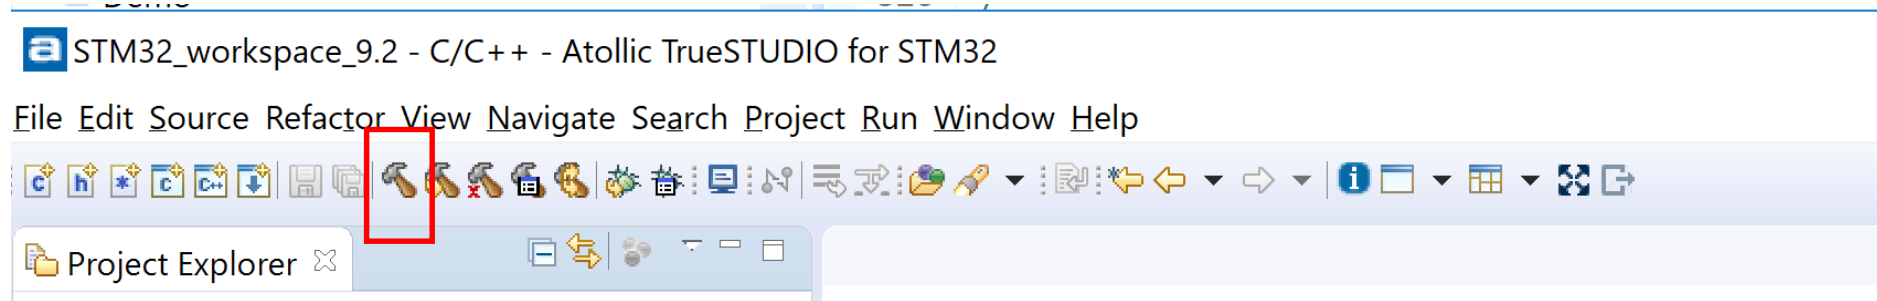 STM32_workspace_9.2 - C/C++ - Atollic TrueSTUDIO for STM32
File Edit Source Refactor View Navigate Search Project Run Window Help
Project Explorer